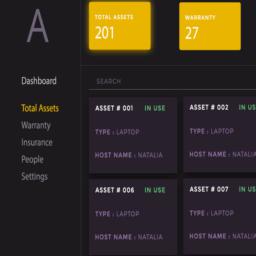 A
Dashboard
Total Assets
Warranty
Insurance
People
Settings
TOTAL ASSETS
201
WARRANTY
27
SEARCH
ASSET # 001 IN USE
TYPE : LAPTOP
HOST NAME : NATALIA
ASSET # 002 IN
TYPE : LAPTOP
HOST NAME : NATALIA
ASSET # 006 IN USE
TYPE : LAPTOP
HOST NAME : NATALIA
ASSET # 007 IN US
TYPE : LAPTOP
HOST NAME : NATALIA